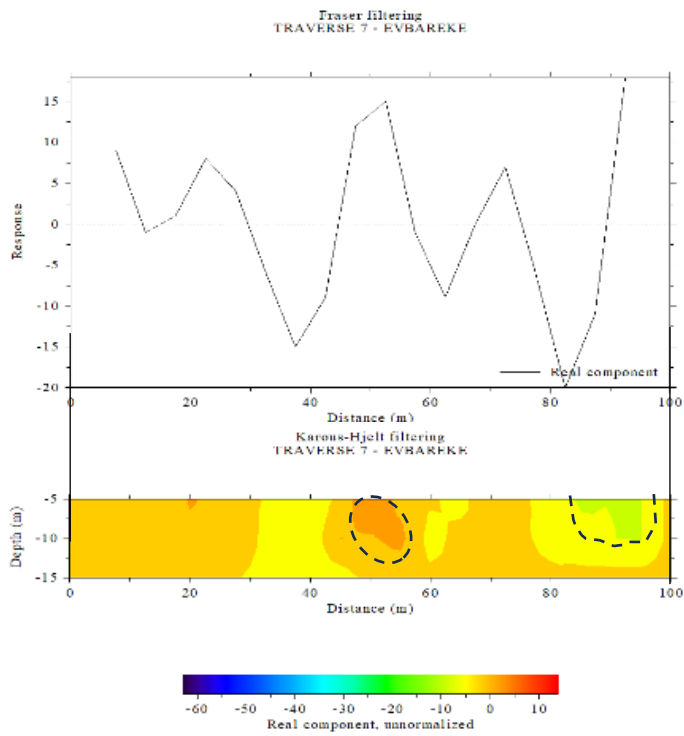 Fraser filtering
TRAVERSE 7 - EVBAREKE
15
10
5
0
-5
-10
-15
-20
Response
Real component
0 20 40 60 80 100
Distance (m)
Karous-Hjelt filtering
TRAVERSE 7 - EVBAREKE
-5
-10
-15
Depth (m)
0 20 40 60 80 100
Distance (m)
-60 -50 -40 -30 -20 -10 0 10
Real component, unnormalized